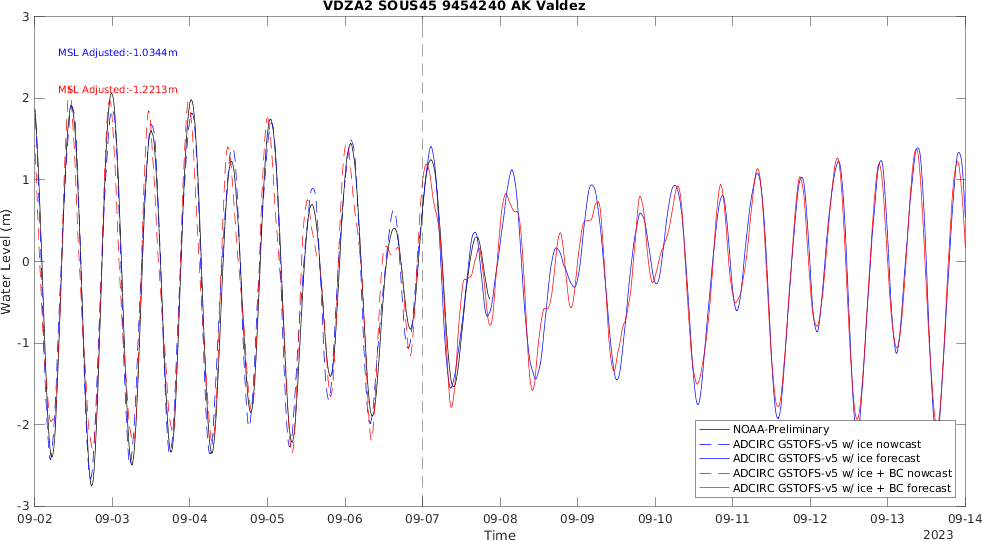 VDZA2 SOUS45 9454240 AK Valdez
MSL Adjusted:-1.0344m
MSL Adjusted:-1.2213m
3
2
1
0
-1
-2
-3
Water Level (m)
NOAA-Preliminary
ADCIRC GSTOFS-v5 w/ ice nowcast
ADCIRC GSTOFS-v5 w/ ice forecast
ADCIRC GSTOFS-v5 w/ ice + BC nowcast
ADCIRC GSTOFS-v5 w/ ice + BC forecast
09-02 09-03 09-04 09-05 09-06 09-07 09-08 09-09 09-10 09-11 09-12 09-13 09-14
Time
2023